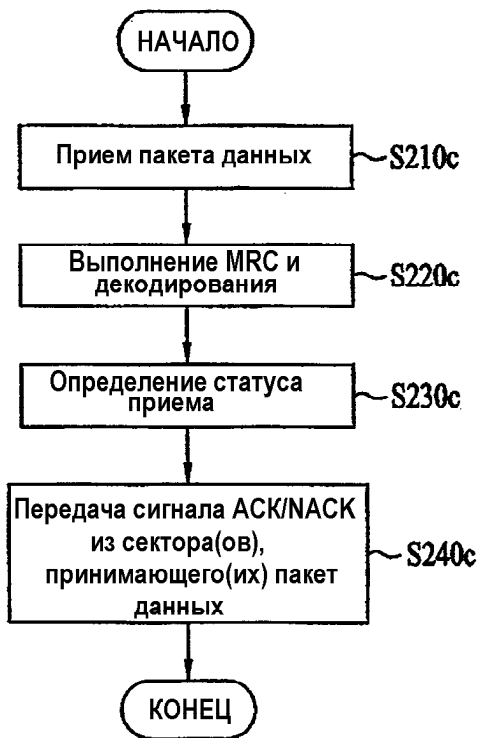 НАЧАЛО
Прием пакета данных
S210c
Выполнение MRC и
декодирования
S220c
Определение статуса
приема
S230c
Передача сигнала ACK/NACK
из сектора(ов),
принимающего(их) пакет
данных
S240c
КОНЕЦ